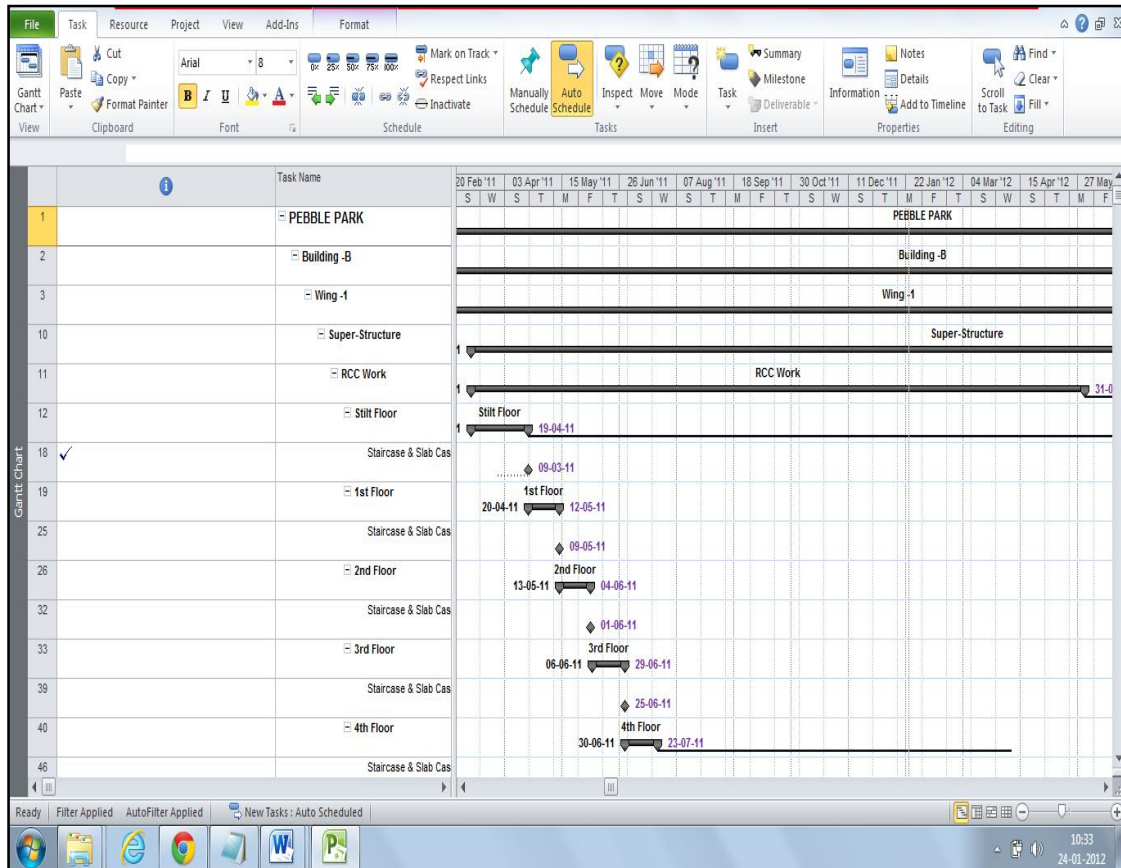 File Task Resource Project View Add-Ins Format
Gantt Chart
View
Paste
Cut
Copy
Format Painter
Clipboard
Arial 8
B I U A
Font
0% 25% 50% 75% 100%
Mark on Track
Respect Links
Inactivate
Schedule
Manually Schedule
Auto Schedule
Inspect Move Mode
Tasks
Task
Summary
Milestone
Deliverable
Insert
Information
Notes
Details
Add to Timeline
Properties
Scroll to Task
Find
Clear
Fill
Editing
Task Name
20 Feb '11 03 Apr '11 15 May '11 26 Jun '11 07 Aug '11 18 Sep '11 30 Oct '11 11 Dec '11 22 Jan '12 04 Mar '12 15 Apr '12 27 May
S W S T M F T S W S T M F T S W S T M F T S W S T M F
Gantt Chart
1 PEBBLE PARK PEBBLE PARK
2 Building -B Building -B
3 Wing -1 Wing -1
10 Super-Structure Super-Structure
1
11 RCC Work RCC Work
1 31-0
12 Stilt Floor Stilt Floor
1 19-04-11
18 Staircase & Slab Cas
09-03-11
19 1st Floor 1st Floor
20-04-11 12-05-11
25 Staircase & Slab Cas
09-05-11
26 2nd Floor 2nd Floor
13-05-11 04-06-11
32 Staircase & Slab Cas
01-06-11
33 3rd Floor 3rd Floor
06-06-11 29-06-11
39 Staircase & Slab Cas
25-06-11
40 4th Floor 4th Floor
30-06-11 23-07-11
46 Staircase & Slab Cas
Ready Filter Applied AutoFilter Applied New Tasks : Auto Scheduled
10:33
24-01-2012